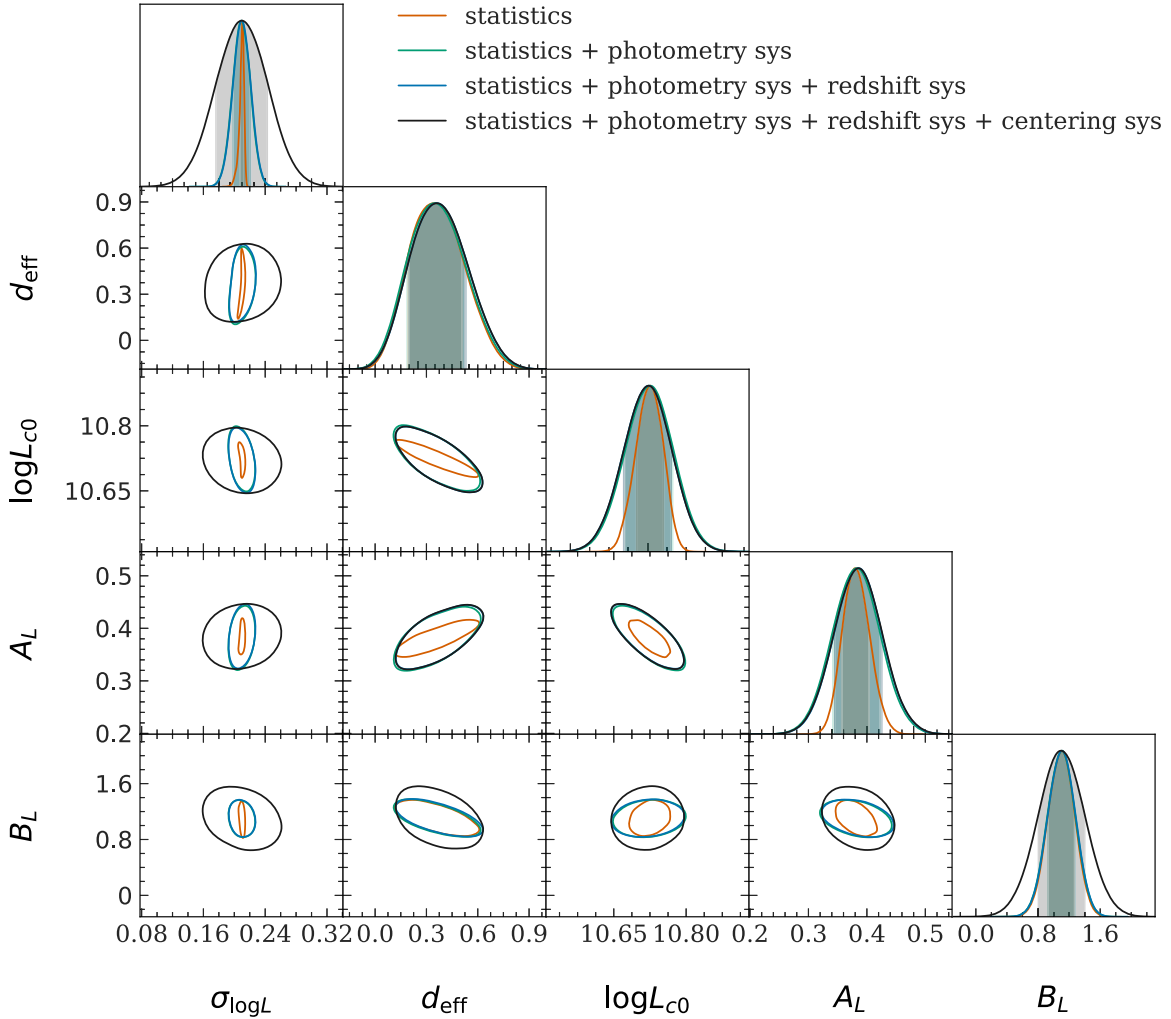 statistics
statistics + photometry sys
statistics + photometry sys + redshift sys
statistics + photometry sys + redshift sys + centering sys
0.9
0.6
0.3
0
d_eff
10.8
10.65
logL_c0
0.5
0.4
0.3
0.2
A_L
1.6
0.8
0
B_L
0.08 0.16 0.24 0.32 0.0 0.3 0.6 0.9 10.65 10.80 0.2 0.4 0.5 0.0 0.8 1.6
σ_logL d_eff logL_c0 A_L B_L